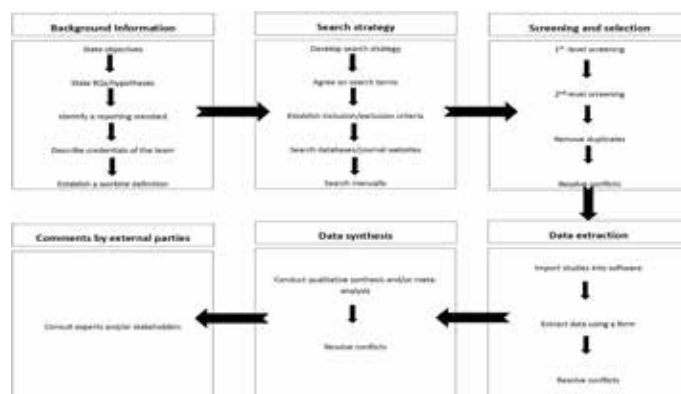 Background Information
State objectives
State RQs/hypotheses
Identify a reporting standard
Describe credentials of the team
Establish a working definition
Search strategy
Develop search strategy
Agree on search terms
Establish inclusion/exclusion criteria
Search databases/journal websites
Search manually
Screening and selection
1st -level screening
2nd-level screening
Remove duplicates
Resolve conflicts
Data extraction
Import studies into software
Extract data using a form
Resolve conflicts
Data synthesis
Conduct qualitative synthesis and/or meta-
analysis
Resolve conflicts
Comments by external parties
Consult experts and/or stakeholders